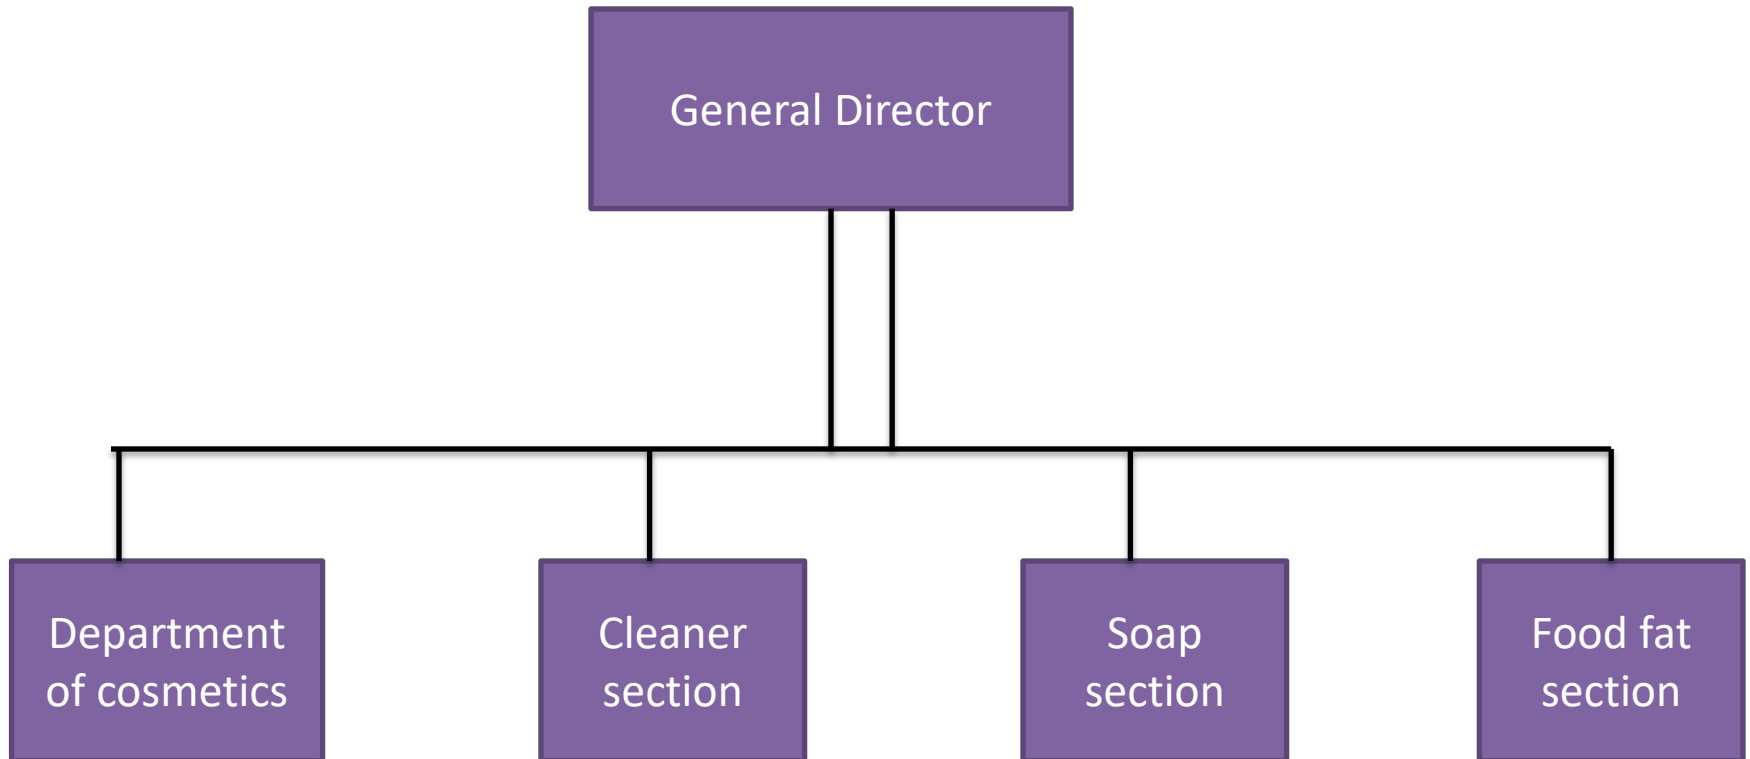 General Director
Department
of cosmetics
Cleaner
section
Soap
section
Food fat
section